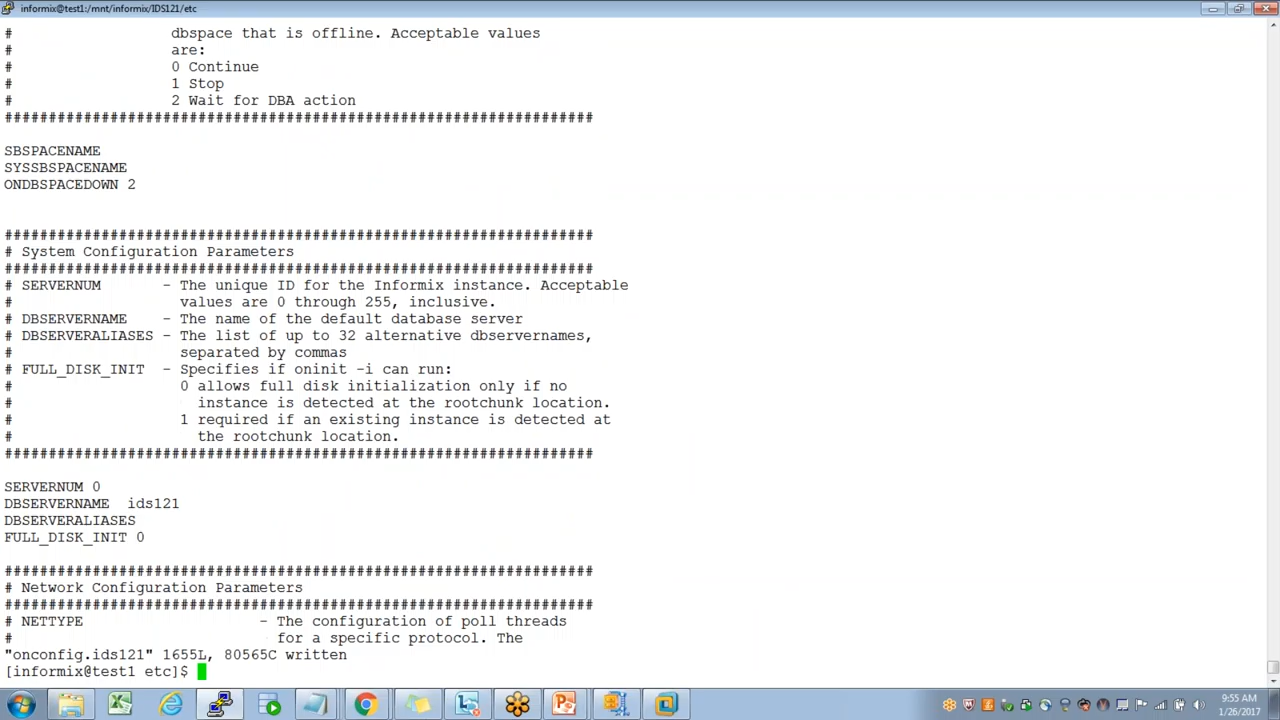 informix@test1:/mnt/informix/IDS121/etc
# dbspace that is offline. Acceptable values
# are:
# 0 Continue
# 1 Stop
# 2 Wait for DBA action
###################################################################
SBSPACENAME
SYSSBSPACENAME
ONDBSPACEDOWN 2
###################################################################
# System Configuration Parameters
###################################################################
# SERVERNUM - The unique ID for the Informix instance. Acceptable
# values are 0 through 255, inclusive.
# DBSERVERNAME - The name of the default database server
# DBSERVERALIASES - The list of up to 32 alternative dbservernames,
# separated by commas
# FULL_DISK_INIT - Specifies if oninit -i can run:
# 0 allows full disk initialization only if no
# instance is detected at the rootchunk location.
# 1 required if an existing instance is detected at
# the rootchunk location.
###################################################################
SERVERNUM 0
DBSERVERNAME ids121
DBSERVERALIASES
FULL_DISK_INIT 0
###################################################################
# Network Configuration Parameters
###################################################################
# NETTYPE - The configuration of poll threads
# for a specific protocol. The
"onconfig.ids121" 1655L, 80565C written
[informix@test1 etc]$
9:55 AM
1/26/2017